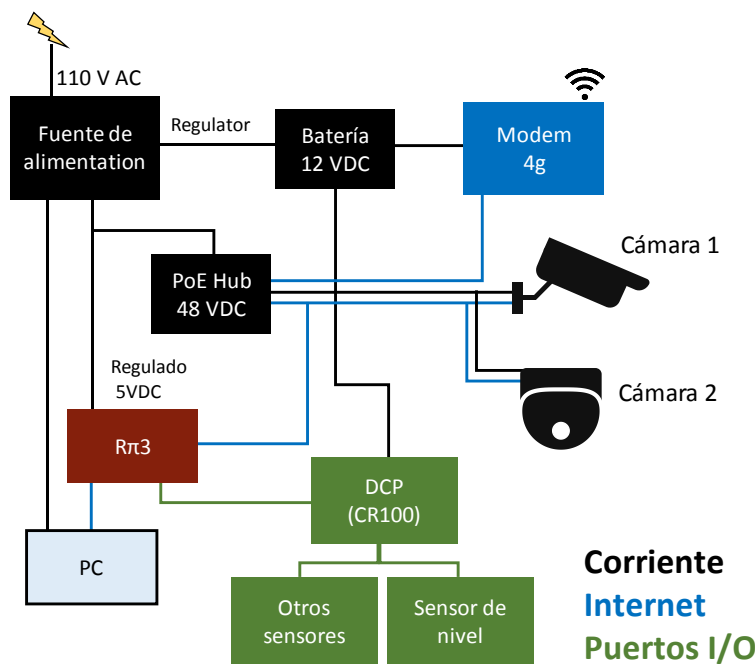 110 V AC
Fuente de
alimentation
Regulator
Batería
12 VDC
Modem
4g
Cámara 1
PoE Hub
48 VDC
Regulado
5VDC
Cámara 2
Rπ3
DCP
(CR100)
PC
Otros
sensores
Sensor de
nivel
Corriente
Internet
Puertos I/O